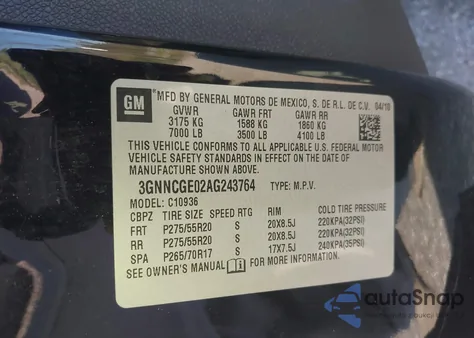 GM
MFD BY GENERAL MOTORS DE MEXICO, S. DE R.L. DE C.V. 04/10
GVWR GAWR FRT GAWR RR
3175 KG 1588 KG 1860 KG
7000 LB 3500 LB 4100 LB
THIS VEHICLE CONFORMS TO ALL APPLICABLE U.S. FEDERAL MOTOR
VEHICLE SAFETY STANDARDS IN EFFECT ON THE DATE OF
MANUFACTURE SHOWN ABOVE.
3GNNCGE02AG243764 TYPE: M.P.V.
MODEL: C10936
CBPZ TIRE SIZE SPEED RTG RIM COLD TIRE PRESSURE
FRT P275/55R20 S 20X8.5J 220KPA(32PSI)
RR P275/55R20 S 20X8.5J 220KPA(32PSI)
SPA P265/70R17 S 17X7.5J 240KPA(35PSI)
SEE OWNER'S MANUAL FOR MORE INFORMATION.
autaSnap
YOUR TRUSTED AUTO